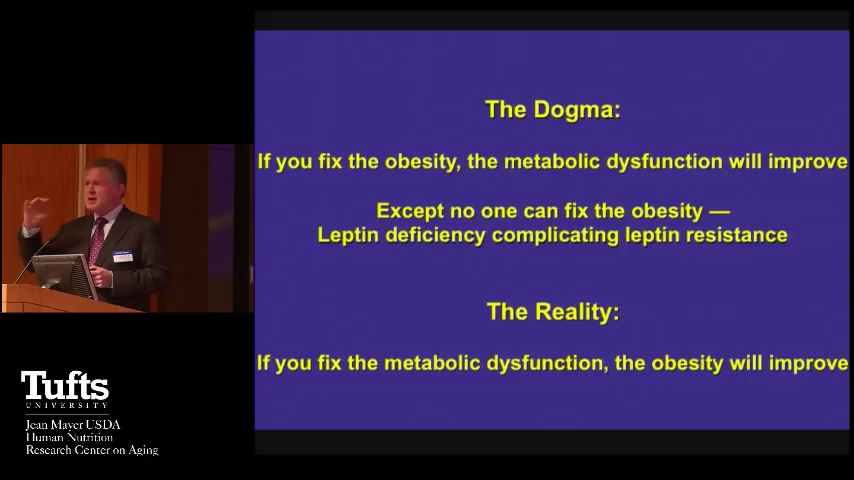 The Dogma:
If you fix the obesity, the metabolic dysfunction will improve
Except no one can fix the obesity —
Leptin deficiency complicating leptin resistance
The Reality:
If you fix the metabolic dysfunction, the obesity will improve
Tufts
UNIVERSITY
Jean Mayer USDA
Human Nutrition
Research Center on Aging